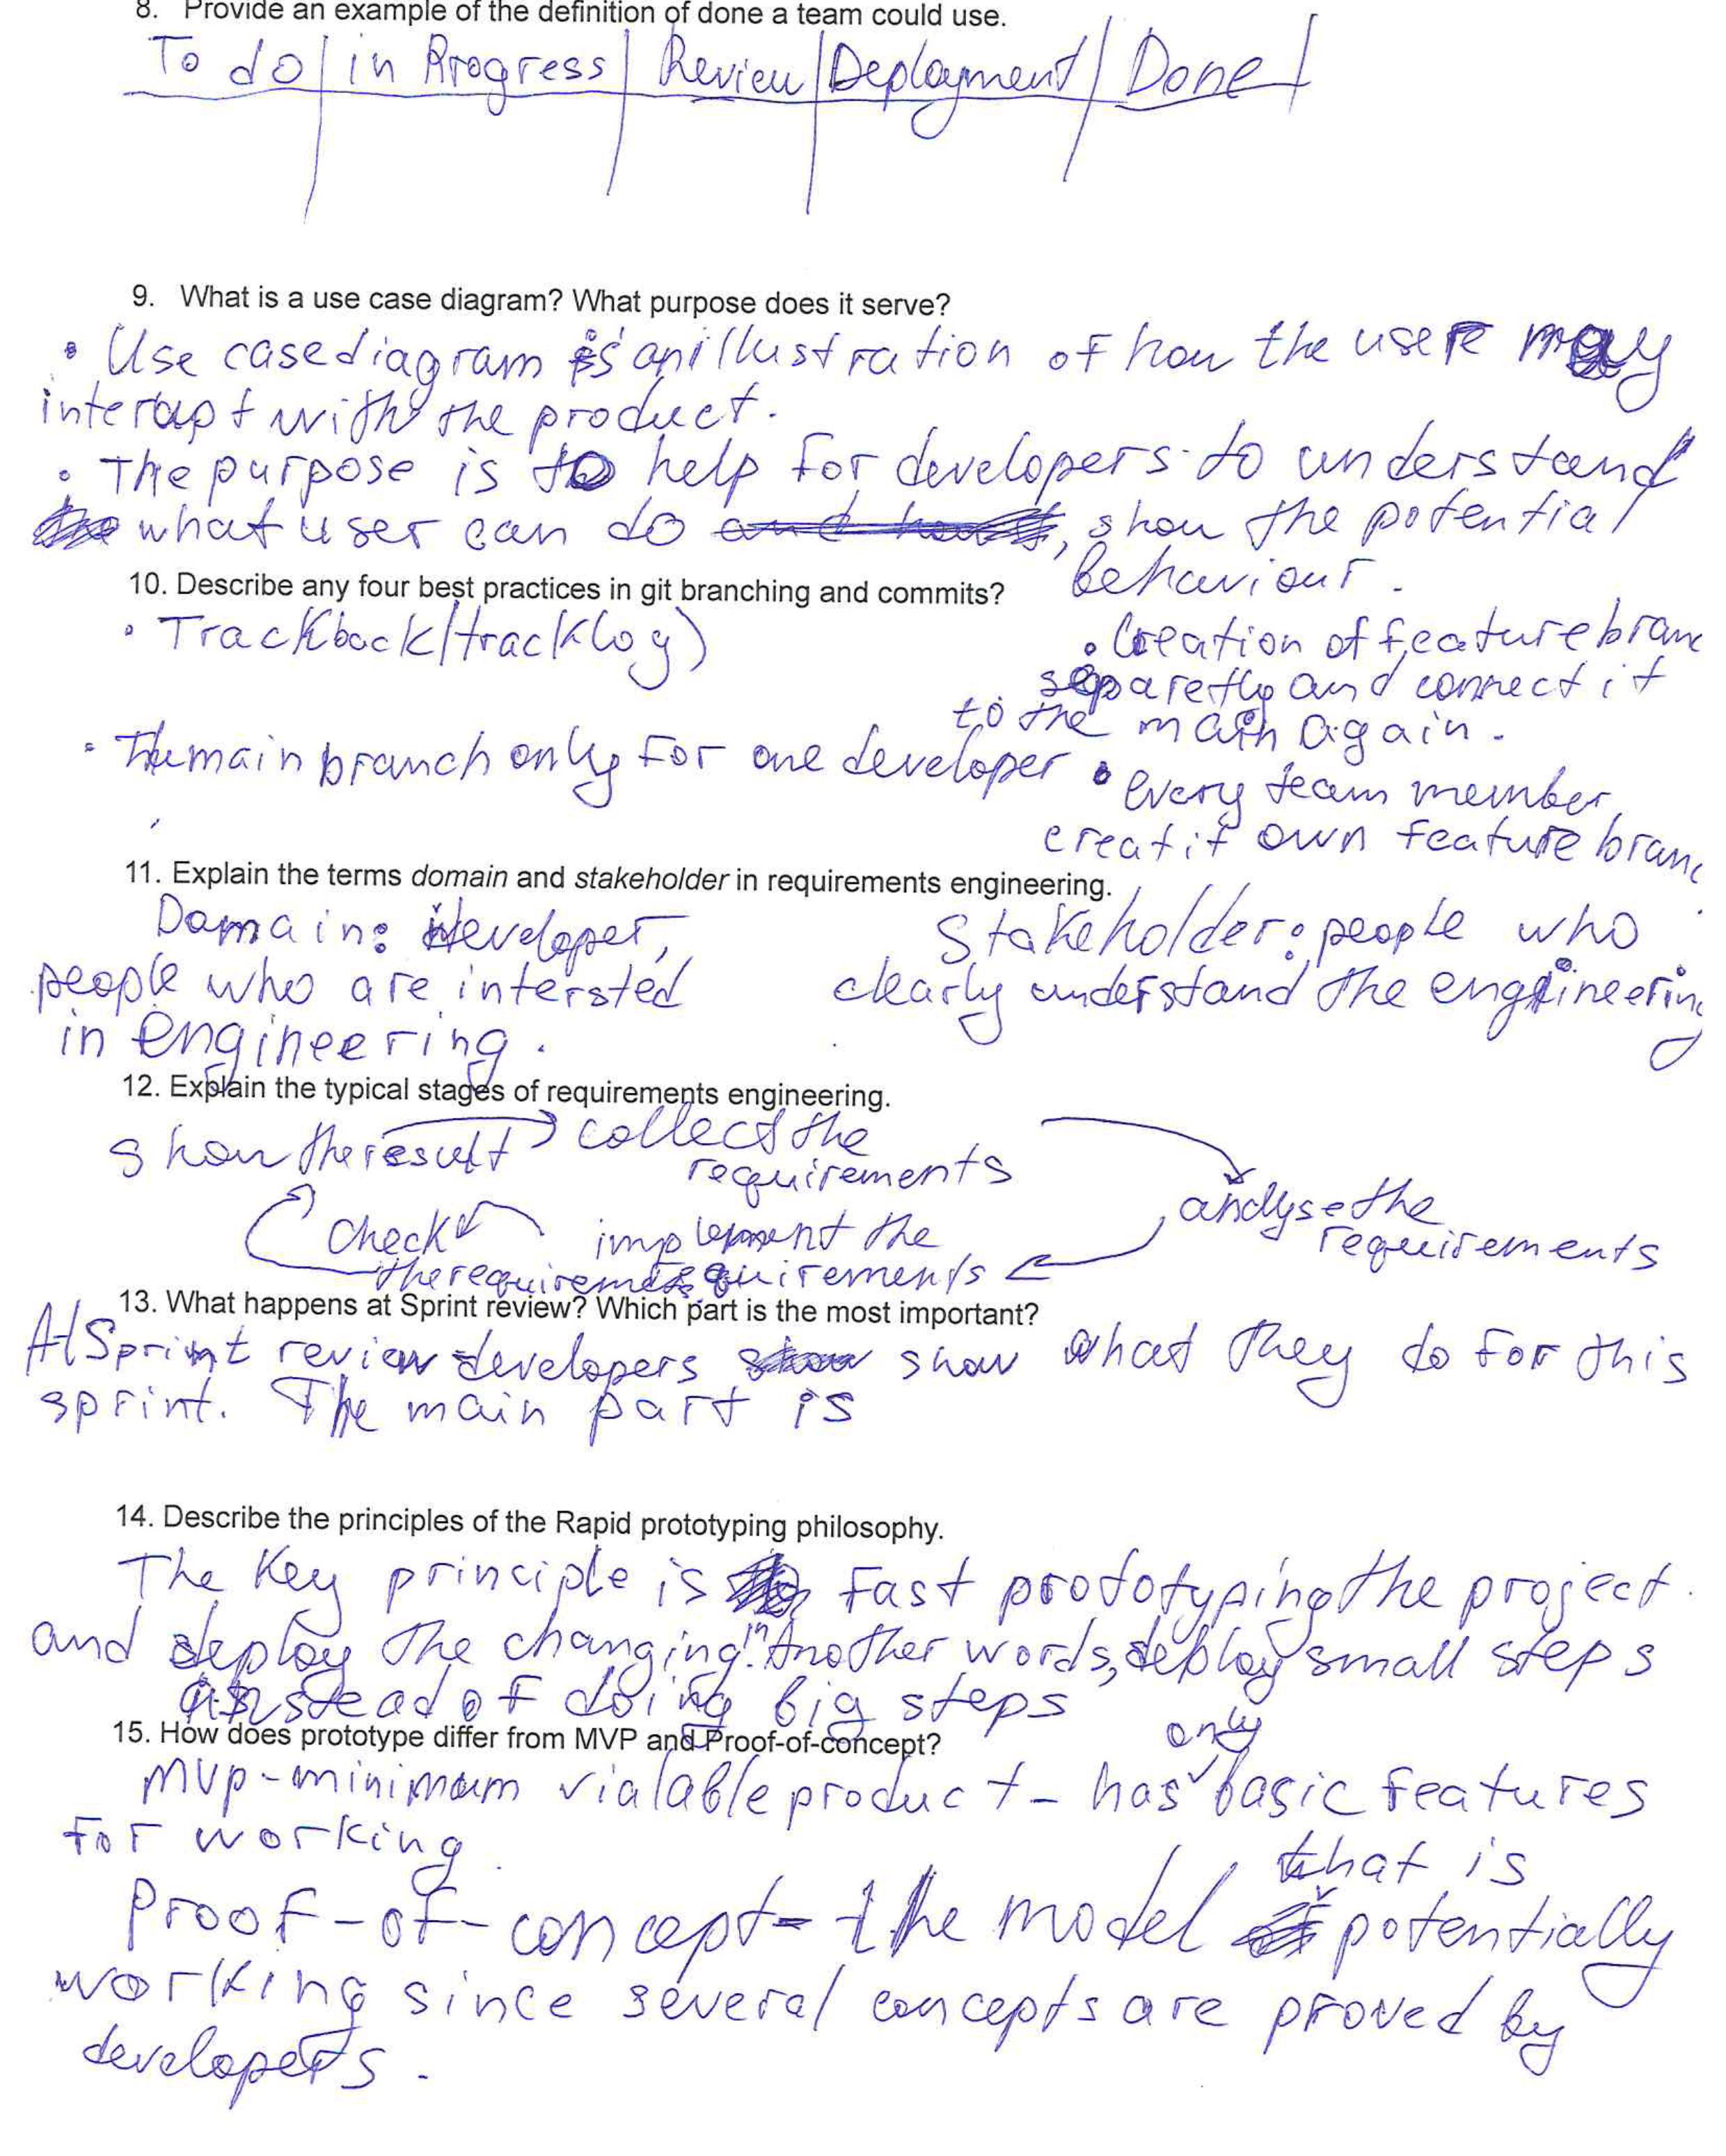 8. Provide an example of the definition of done a team could use.
To do | in Progress | Review | Deployment | Done |
9. What is a use case diagram? What purpose does it serve?
• Use case diagram is an illustration of how the user may
interapt with the product.
• The purpose is to help for developers to understand
what user can do, show the potential
behaviour.
10. Describe any four best practices in git branching and commits?
• Trackback/track log)
• The main branch only for one developer
• Creation of feature branc
separetly and connect it
to the main again.
• every team member
creat it own feature branc
11. Explain the terms domain and stakeholder in requirements engineering.
Domain: developer,
people who are intersted
in engineering.
Stakeholder: people who
clearly understand the engineering
12. Explain the typical stages of requirements engineering.
show the result
collect the
requirements
analyse the
requirements
implement the
requirements
check
the requirements
13. What happens at Sprint review? Which part is the most important?
At Sprint review developers show what they do for this
sprint. The main part is
14. Describe the principles of the Rapid prototyping philosophy.
The key principle is fast prototyping the project
and deploy the changing. In another words, deploy small steps
instead of doing big steps
15. How does prototype differ from MVP and Proof-of-concept?
MVP - minimum vialable product - has only basic features
for working
Proof-of-concept - the model that is potentially
working since several concepts are proved by
developers.